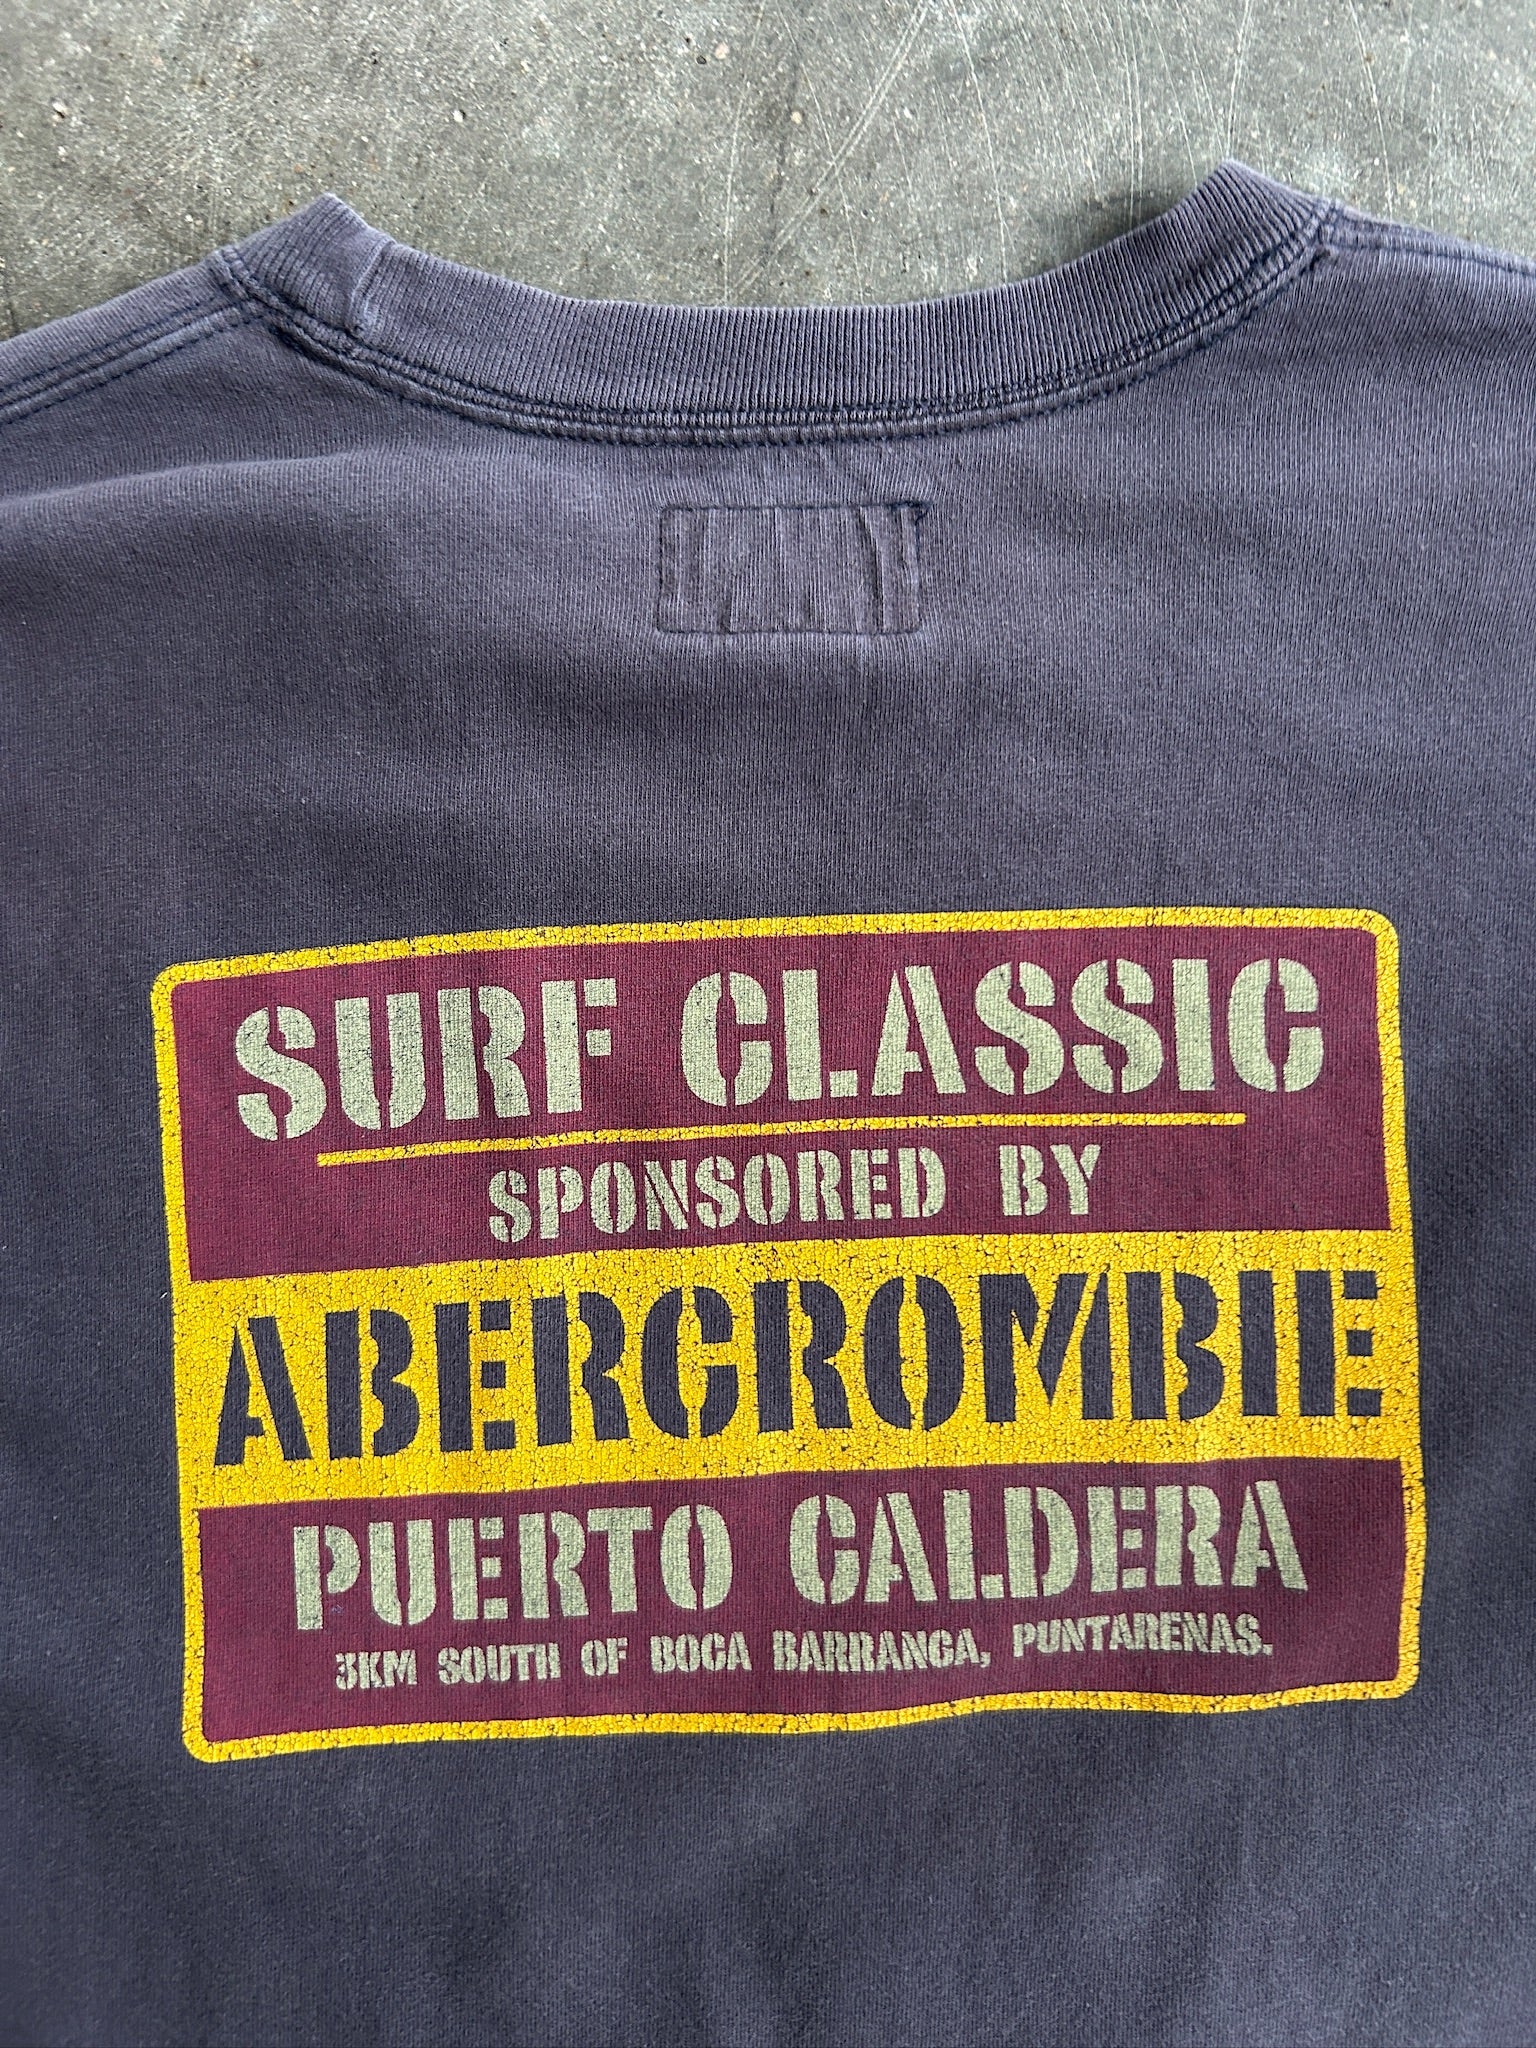 SURF CLASSIC
SPONSORED BY
ABERCROMBIE
PUERTO CALDERA
3KM SOUTH OF BOCA BARRANCA, PUNTARENAS.